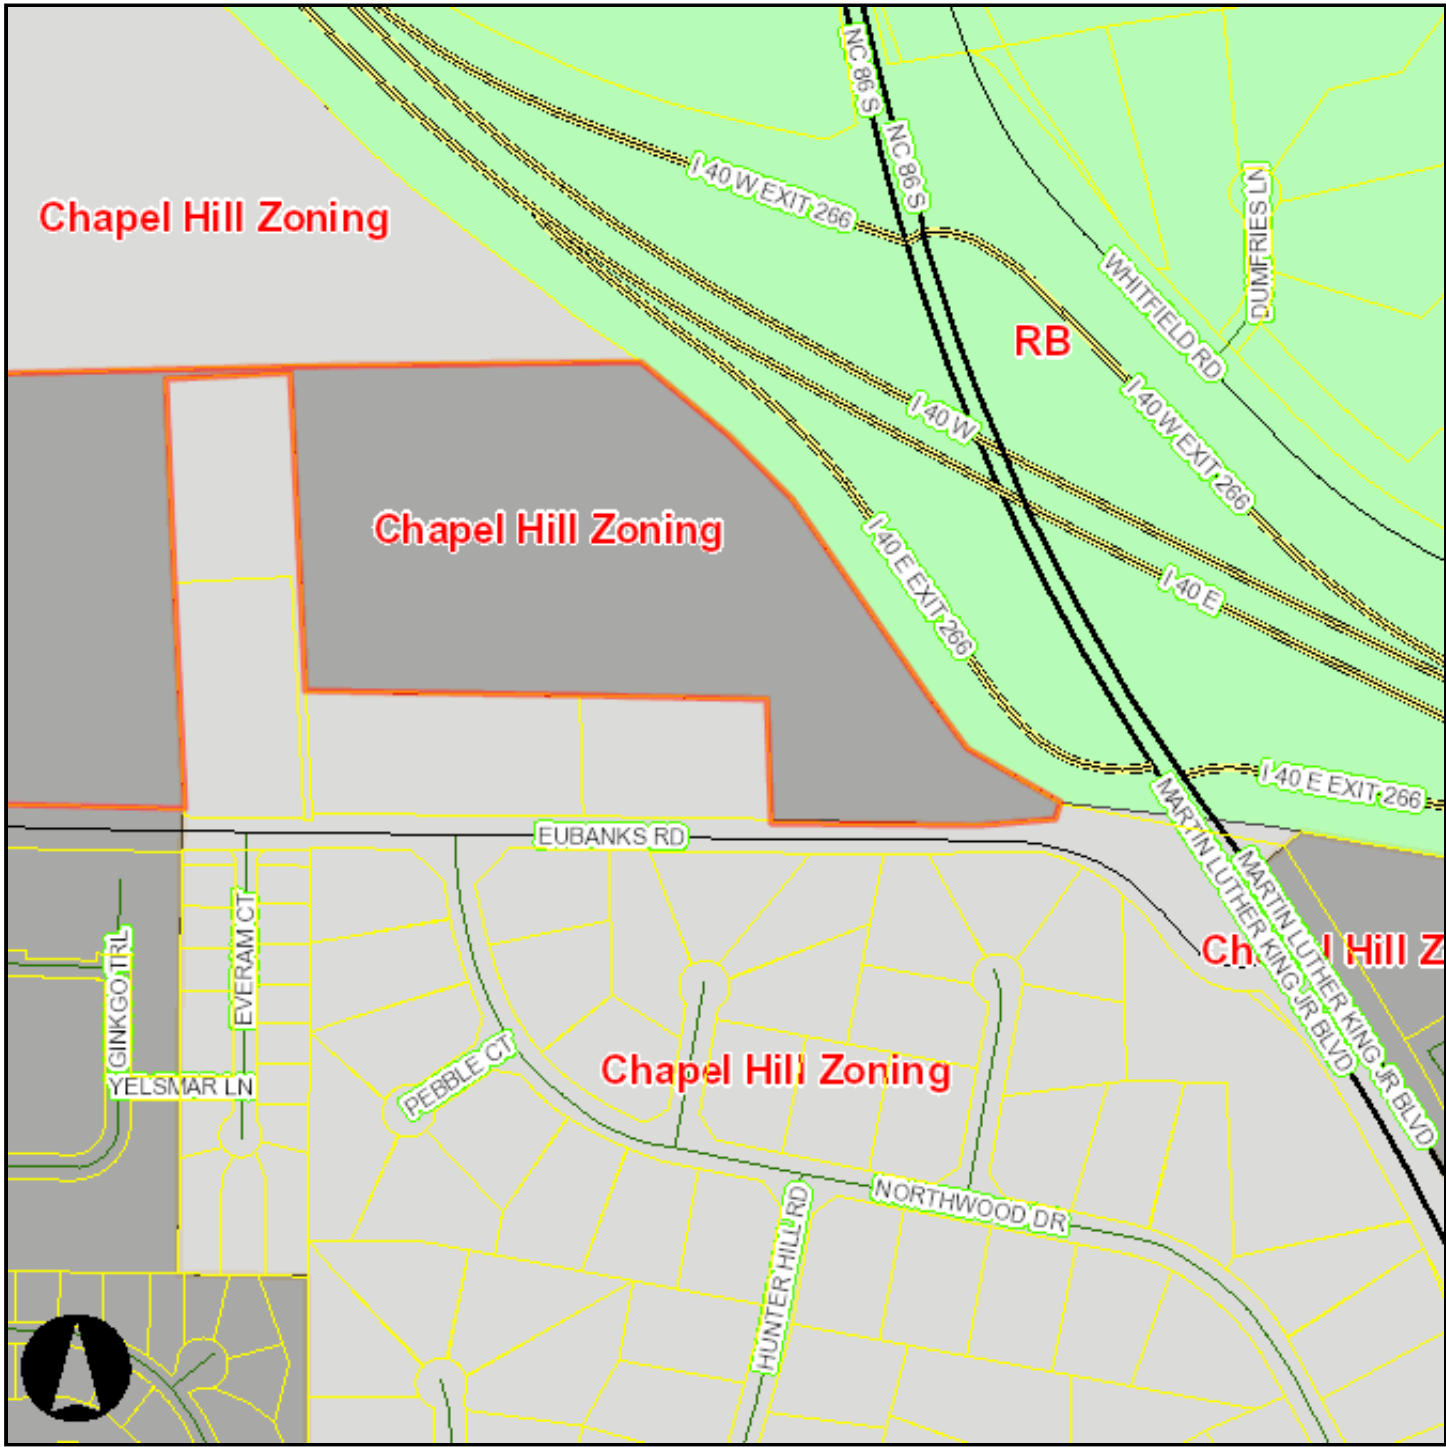 NC 86 S
NC 86 S
I 40 W EXIT 266
DUMFRIES LN
Chapel Hill Zoning
WHITFIELD RD
RB
I 40 W
I 40 W EXIT 266
Chapel Hill Zoning
I 40 E EXIT 266
I 40 E
I 40 E EXIT 266
EUBANKS RD
MARTIN LUTHER KING JR BLVD
MARTIN LUTHER KING JR BLVD
EVERAM CT
GINKGO TRL
Chapel Hill Z
PEBBLE CT
Chapel Hill Zoning
YELSMAR LN
NORTHWOOD DR
HUNTER HILL RD